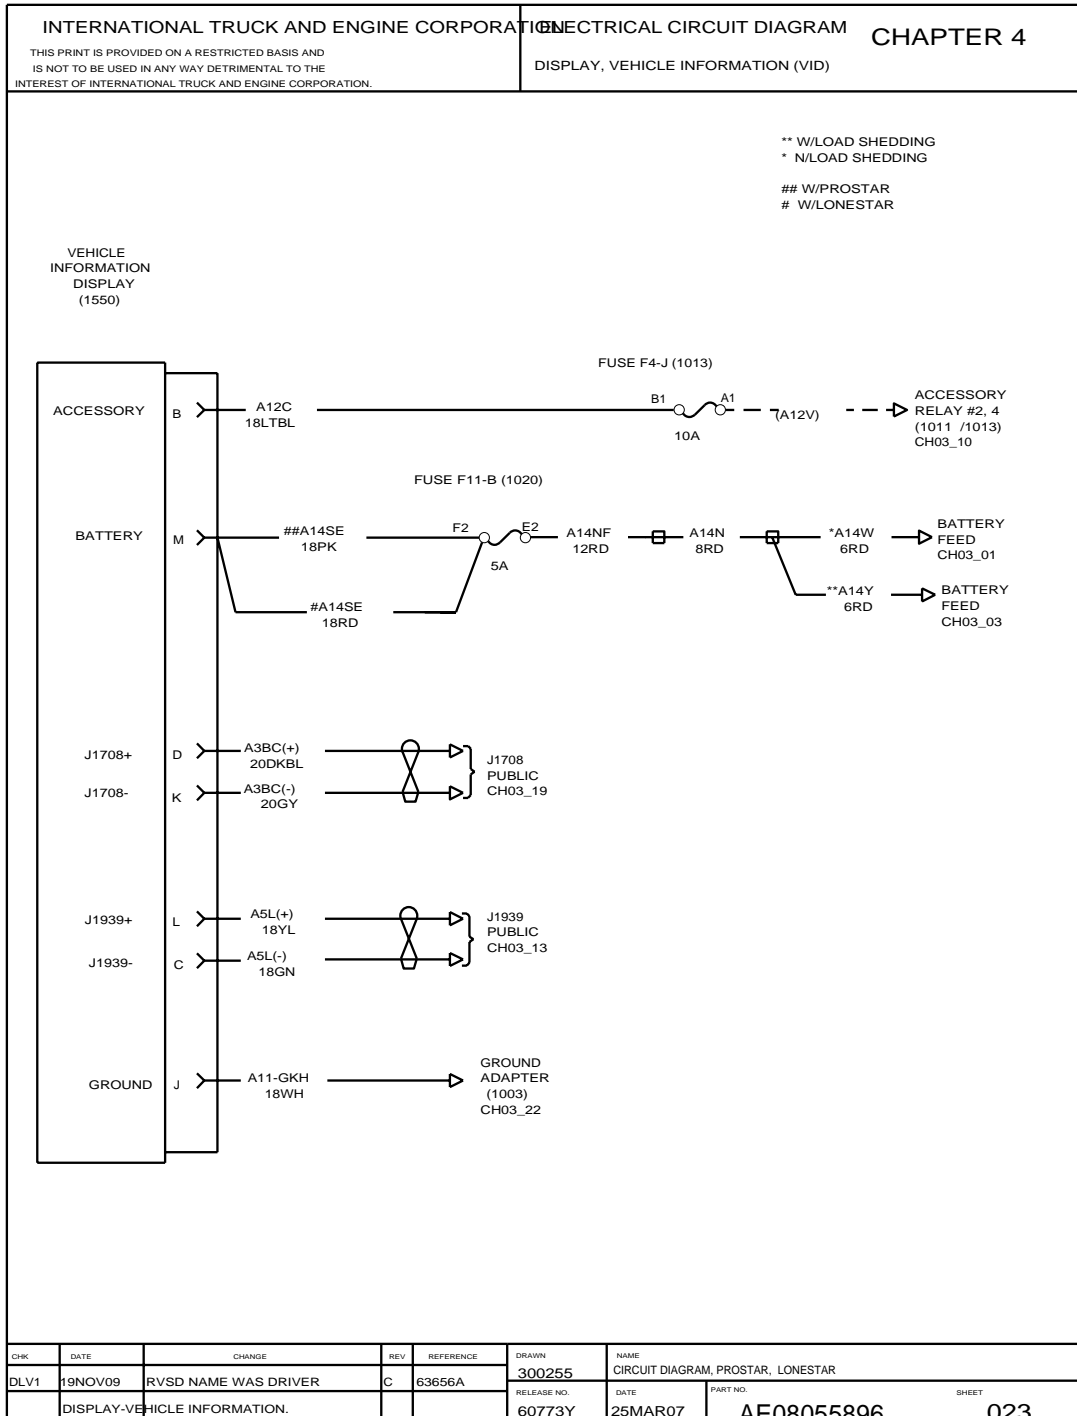 INTERNATIONAL TRUCK AND ENGINE CORPORATION
THIS PRINT IS PROVIDED ON A RESTRICTED BASIS AND
IS NOT TO BE USED IN ANY WAY DETRIMENTAL TO THE
INTEREST OF INTERNATIONAL TRUCK AND ENGINE CORPORATION.
ELECTRICAL CIRCUIT DIAGRAM
CHAPTER 4
DISPLAY, VEHICLE INFORMATION (VID)
** W/LOAD SHEDDING
* N/LOAD SHEDDING
## W/PROSTAR
# W/LONESTAR
VEHICLE
INFORMATION
DISPLAY
(1550)
FUSE F4-J (1013)
ACCESSORY
B
A12C
18LTBL
B1
A1
10A
(A12V)
ACCESSORY
RELAY #2, 4
(1011 /1013)
CH03_10
FUSE F11-B (1020)
BATTERY
M
##A14SE
18PK
F2
E2
5A
A14NF
12RD
A14N
8RD
*A14W
6RD
BATTERY
FEED
CH03_01
#A14SE
18RD
**A14Y
6RD
BATTERY
FEED
CH03_03
J1708+
D
A3BC(+)
20DKBL
J1708-
K
A3BC(-)
20GY
J1708
PUBLIC
CH03_19
J1939+
L
A5L(+)
18YL
J1939-
C
A5L(-)
18GN
J1939
PUBLIC
CH03_13
GROUND
J
A11-GKH
18WH
GROUND
ADAPTER
(1003)
CH03_22
CHK DATE CHANGE REV REFERENCE
DLV1 19NOV09 RVSD NAME WAS DRIVER C 63656A
DISPLAY-VEHICLE INFORMATION.
DRAWN
300255
NAME
CIRCUIT DIAGRAM, PROSTAR, LONESTAR
RELEASE NO.
60773Y
DATE
25MAR07
PART NO.
AE08055896
SHEET
023